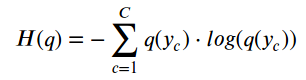 H(q) = − ∑_{c=1}^{C} q(y_c) · log(q(y_c))